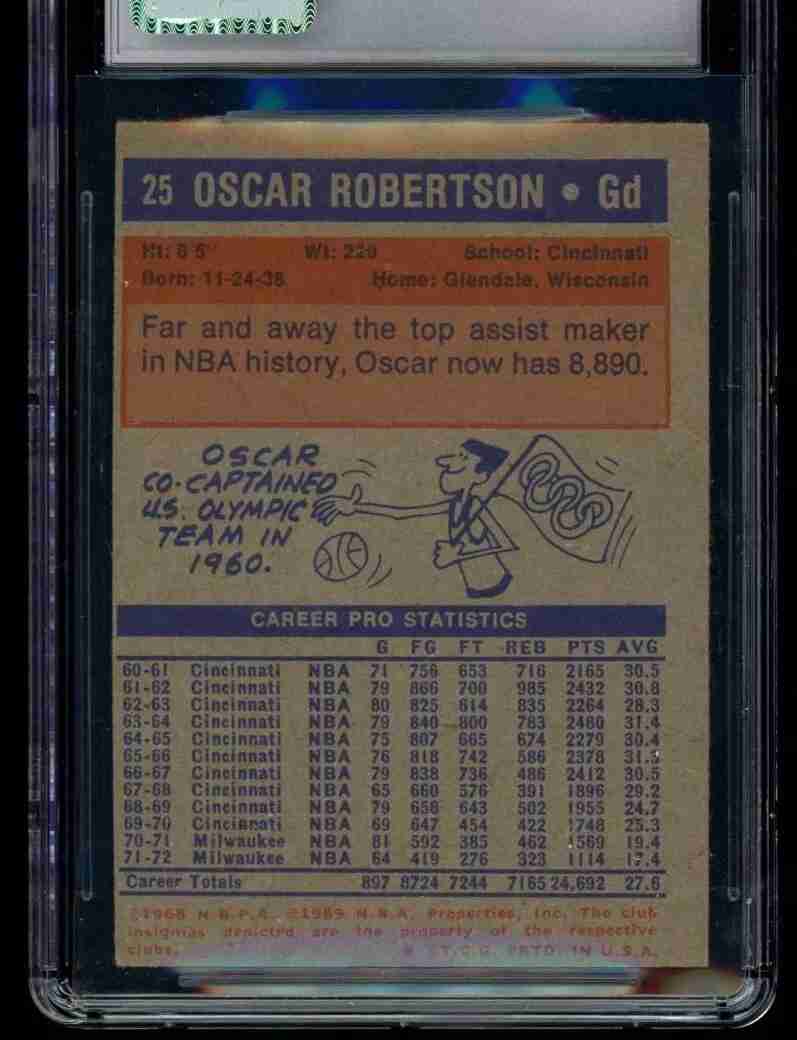 25 OSCAR ROBERTSON • Gd
Ht: 6'5" Wt: 220 School: Cincinnati
Born: 11-24-38 Home: Glendale, Wisconsin
Far and away the top assist maker
in NBA history, Oscar now has 8,890.
OSCAR
CO-CAPTAINED
U.S. OLYMPIC
TEAM IN
1960.
CAREER PRO STATISTICS
G FG FT REB PTS AVG
60-61 Cincinnati NBA 71 756 653 716 2165 30.5
61-62 Cincinnati NBA 79 866 700 985 2432 30.8
62-63 Cincinnati NBA 80 825 614 835 2264 28.3
63-64 Cincinnati NBA 79 840 800 783 2480 31.4
64-65 Cincinnati NBA 75 807 665 674 2279 30.4
65-66 Cincinnati NBA 76 818 742 586 2378 31.3
66-67 Cincinnati NBA 79 838 736 486 2412 30.5
67-68 Cincinnati NBA 65 660 576 391 1896 29.2
68-69 Cincinnati NBA 79 656 643 502 1955 24.7
69-70 Cincinnati NBA 69 647 454 422 1748 25.3
70-71 Milwaukee NBA 81 592 385 462 1569 19.4
71-72 Milwaukee NBA 64 419 276 323 1114 17.4
Career Totals 897 8724 7244 7165 24,692 27.6
©1968 N.B.P.A. ©1969 N.B.A. Properties, Inc. The club
insignias depicted are the property of the respective
clubs. © T.C.G. PRTD. IN U.S.A.